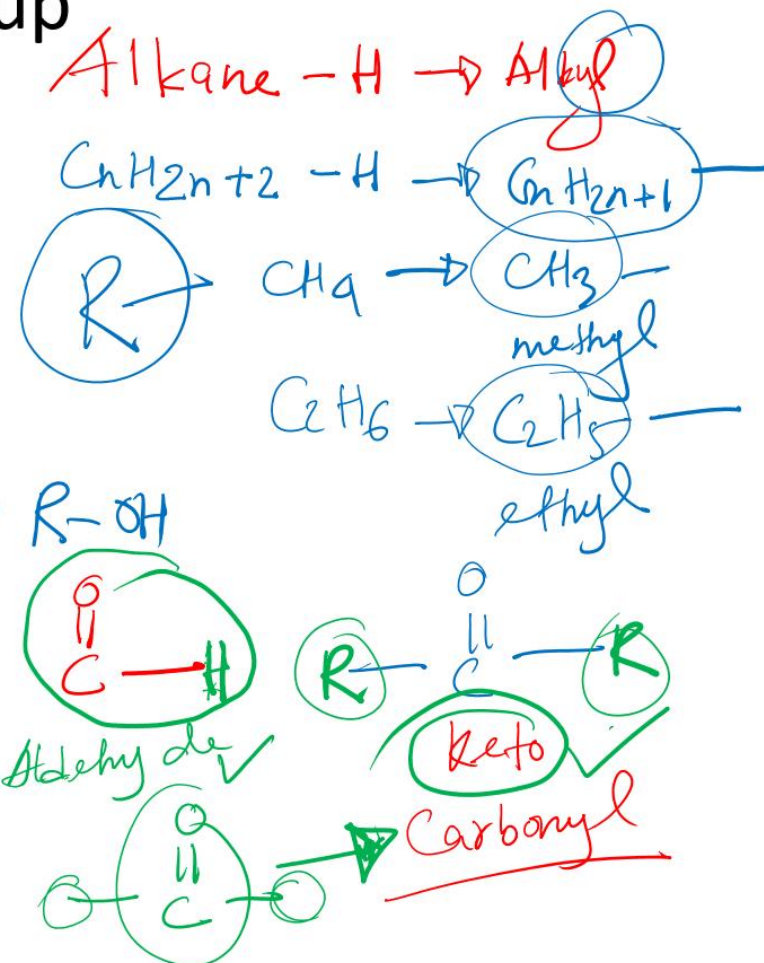 up
Alkane - H → Alkyl
CnH2n+2 - H → CnH2n+1 —
R → CH4 → CH3 —
methyl
C2H6 → C2H5 —
ethyl
R-OH
O O
|| ||
C — H R — C — R
Aldehyde ✓ Keto ✓
O
|| → Carbonyl
— C —